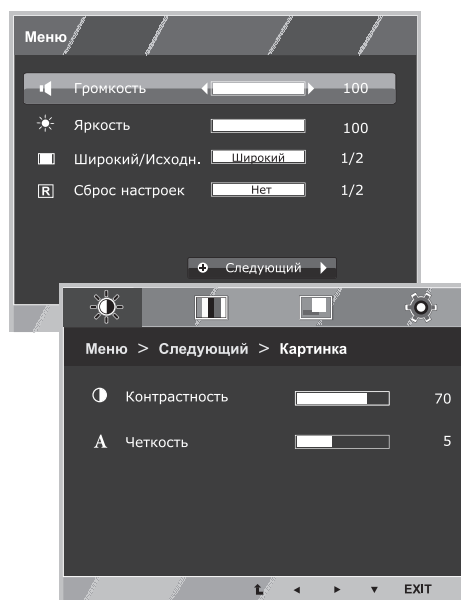 Меню
Громкость 100
Яркость 100
Широкий/Исходн. Широкий 1/2
R Сброс настроек Нет 1/2
Следующий
Меню > Следующий > Картинка
Контрастность 70
A Четкость 5
EXIT